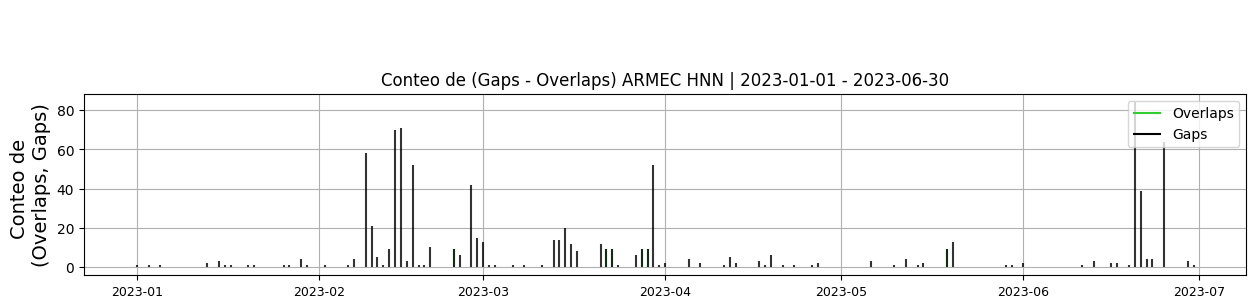 Conteo de (Gaps - Overlaps) ARMEC HNN | 2023-01-01 - 2023-06-30
Conteo de
(Overlaps, Gaps)
80
60
40
20
0
Overlaps
Gaps
2023-01
2023-02
2023-03
2023-04
2023-05
2023-06
2023-07